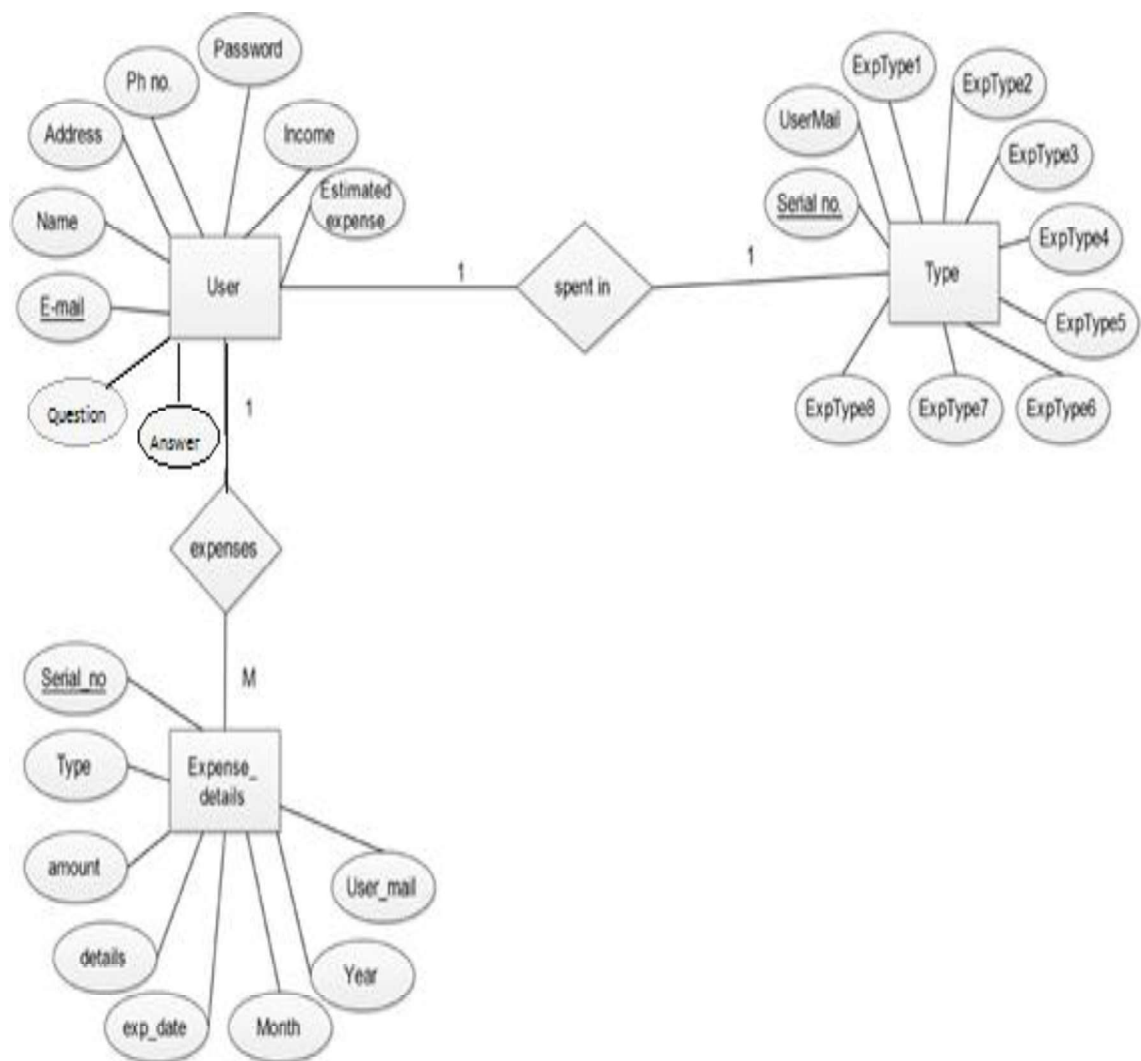 Password
Ph no.
Address
Income
Estimated
expense
Name
User
E-mail
Question
Answer
1
spent in
1
ExpType1
ExpType2
UserMail
ExpType3
Serial no.
ExpType4
Type
ExpType5
ExpType8
ExpType7
ExpType6
1
expenses
M
Serial_no
Type
Expense_
details
amount
User_mail
details
Year
exp_date
Month